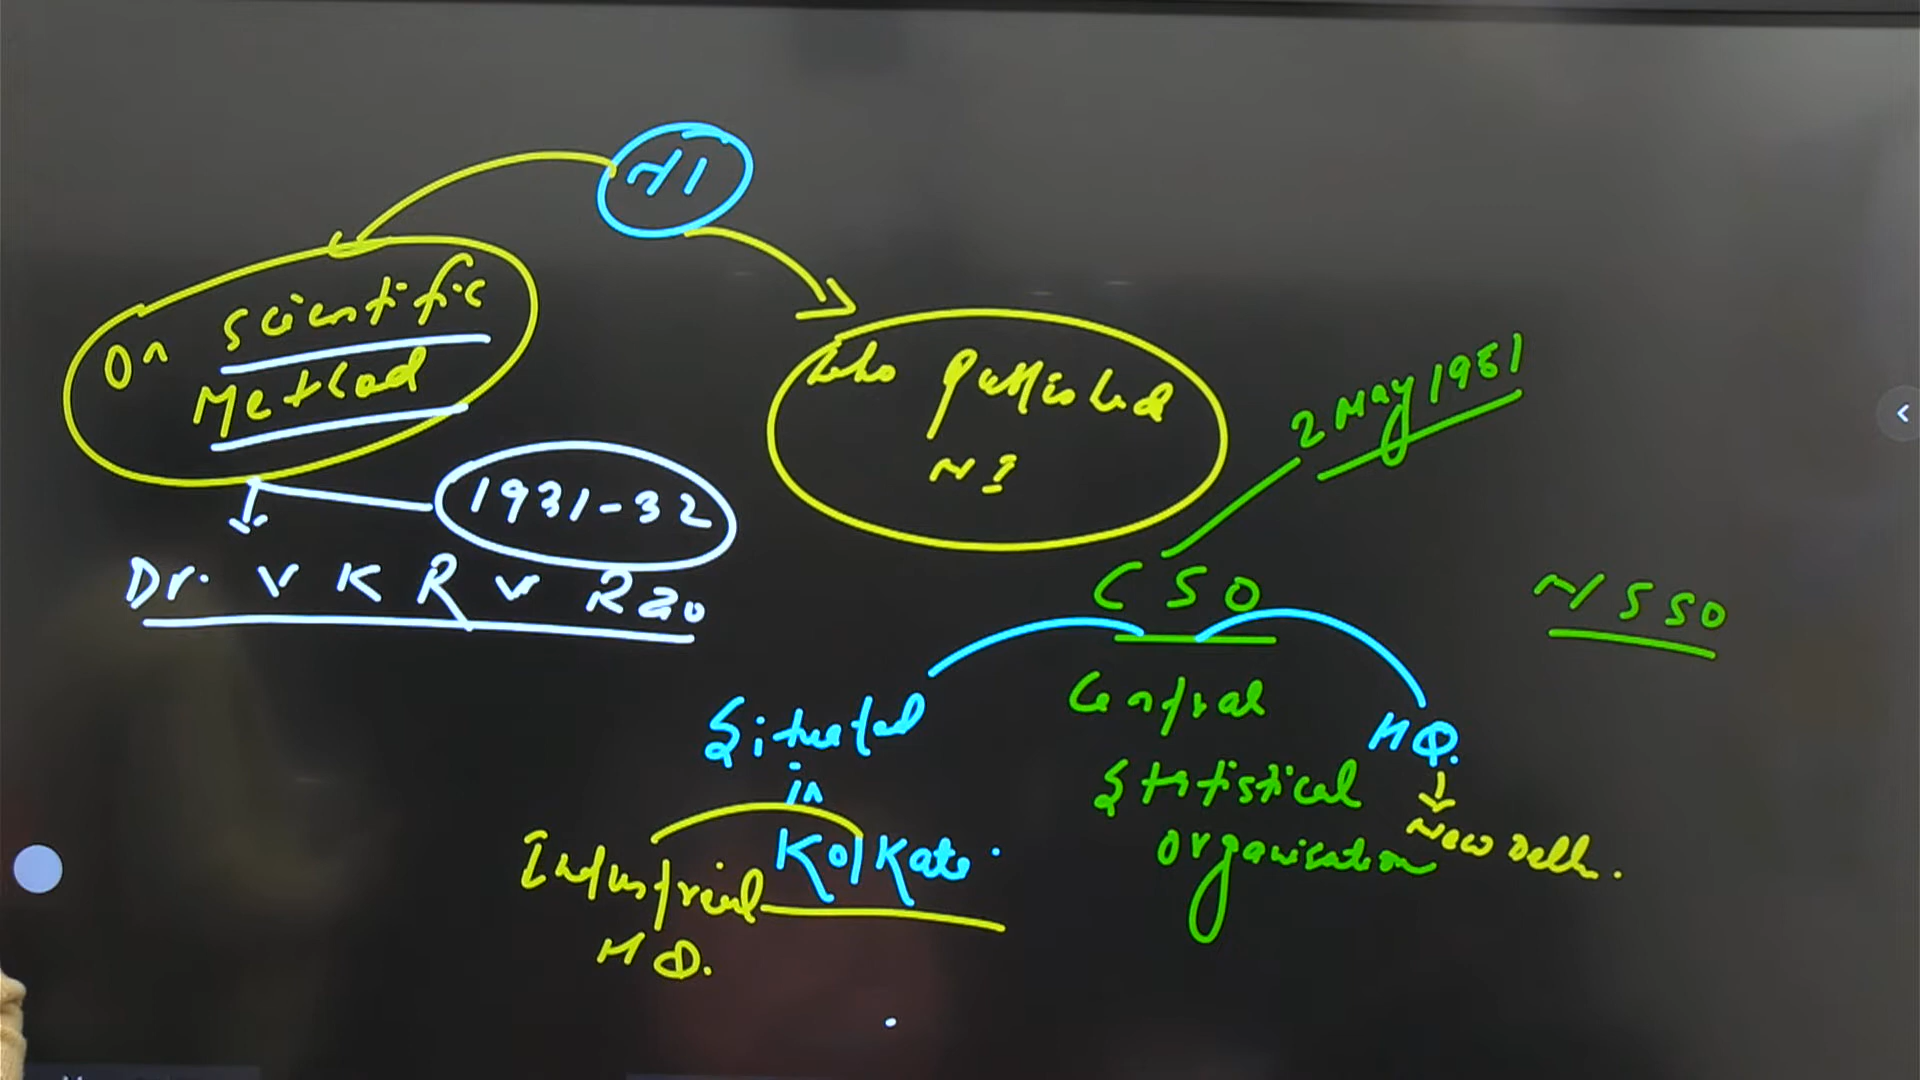 NI
On Scientific
Method
1931-32
Dr. V K R V Rao
Who Published
NI
2 May 1951
CSO
NSSO
Central
Statistical
Organisation
Situated
in
Kolkata.
Industrial
HQ.
HQ.
New Delhi.